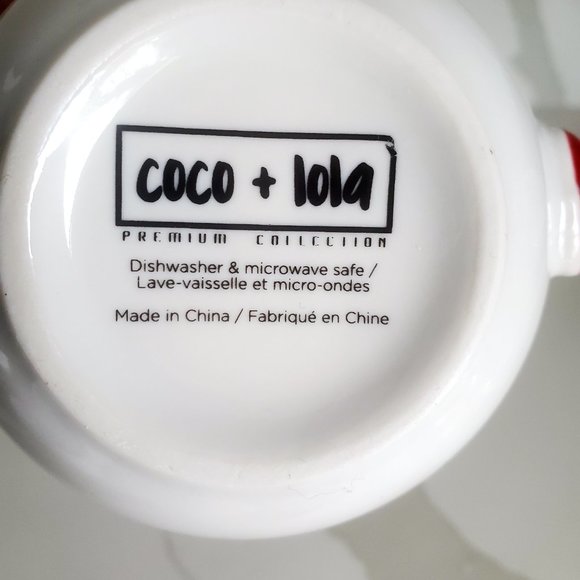 coco + lola
PREMIUM COLLECTION
Dishwasher & microwave safe /
Lave-vaisselle et micro-ondes
Made in China / Fabriqué en Chine